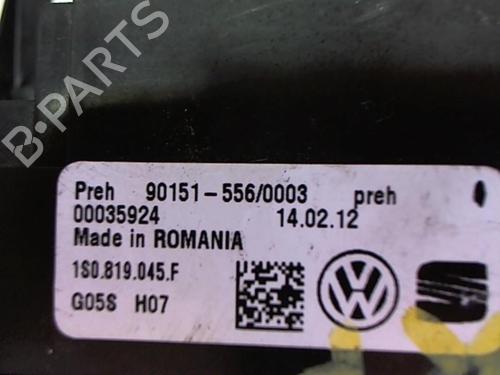 B-PARTS
Preh 90151-556/0003 preh
00035924 14.02.12
Made in ROMANIA
1S0.819.045.F
G05S H07